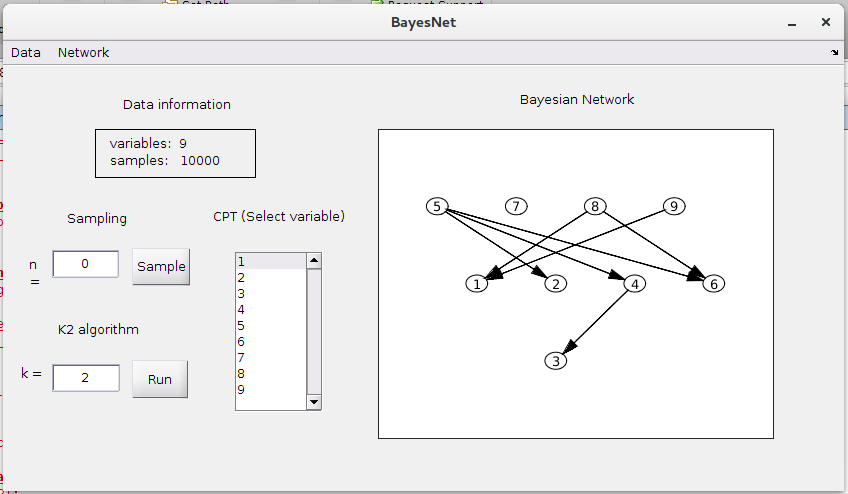 Set Path
Request Support
BayesNet
Data Network
Data information
Bayesian Network
variables: 9
samples: 10000
Sampling
CPT (Select variable)
n
=
0
Sample
K2 algorithm
k =
2
Run
1
2
3
4
5
6
7
8
9
5 7 8 9
1 2 4 6
3